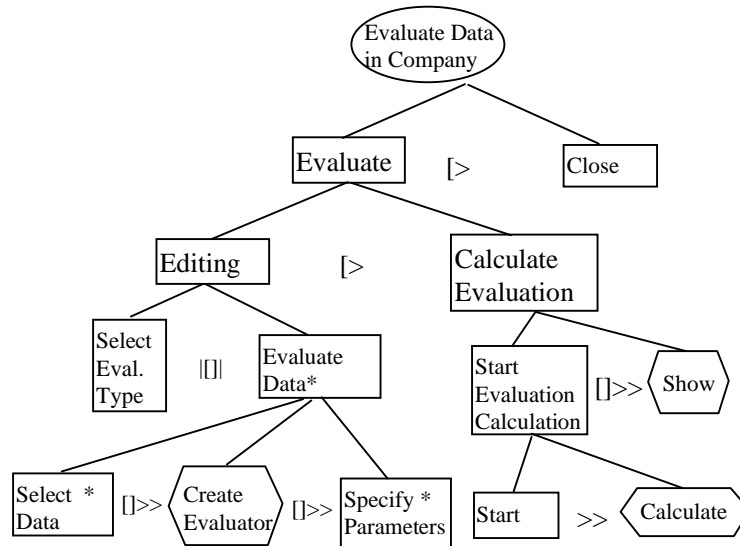 Evaluate Data
in Company
Evaluate
[>
Close
Editing
[>
Calculate
Evaluation
Select
Eval.
Type
|[]|
Evaluate
Data*
Start
Evaluation
Calculation
[]>>
Show
Select *
Data
[]>>
Create
Evaluator
[]>>
Specify *
Parameters
Start
>>
Calculate